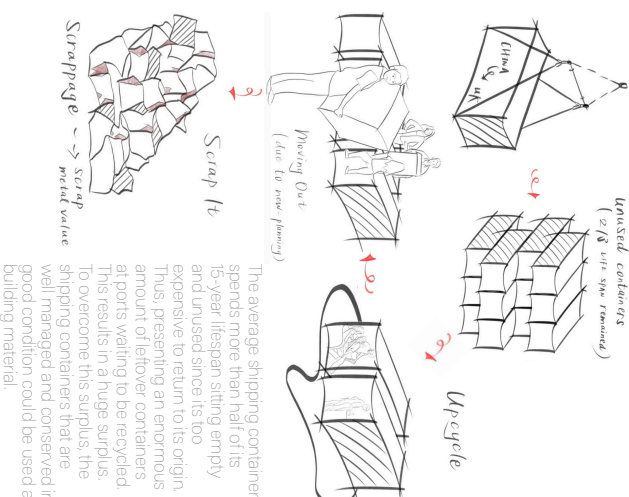 CHINA
UK
Unused containers
(2/3 LIFE SPAN remained)
Upcycle
Moving Out
(due to new planning)
Scrap It
Scrappage --> Scrap
metal value
The average shipping container
spends more than half of its
15-year lifespan sitting empty
and unused since its too
expensive to return to its origin.
Thus, presenting an enormous
amount of leftover containers
at ports waiting to be recycled.
This results in a huge surplus.
To overcome this surplus, the
shipping containers that are
well managed and conserved in
good condition could be used a
building material.